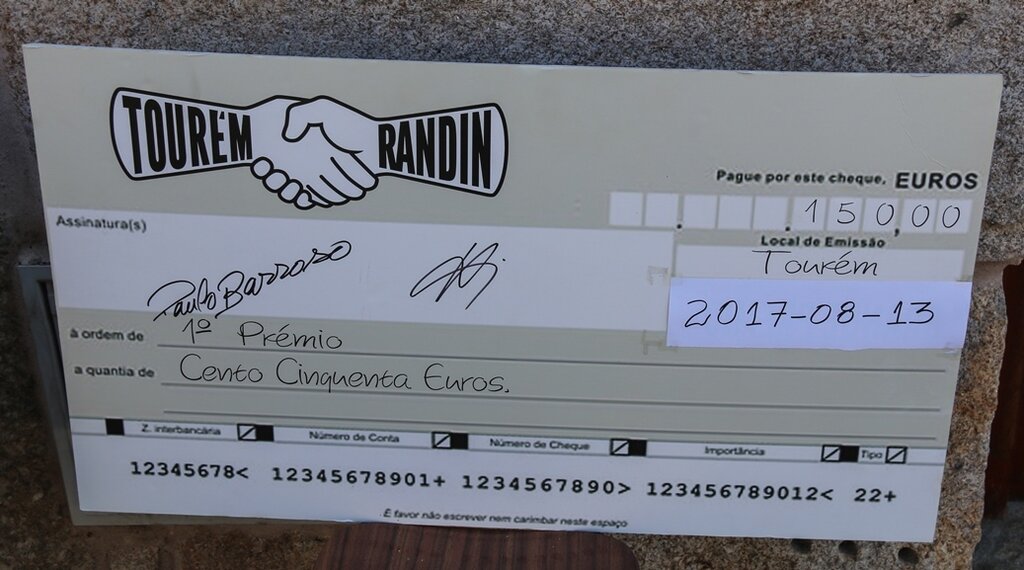 TOURÉM RANDIN
Pague por este cheque, EUROS
150,00
Assinatura(s)
Local de Emissão
Tourém
Paulo Barroso
2017-08-13
à ordem de 1º Prémio
a quantia de Cento Cinquenta Euros.
Z. interbancária Número de Conta Número de Cheque Importância Tipo
12345678< 12345678901+ 1234567890> 123456789012< 22+
É favor não escrever nem carimbar neste espaço